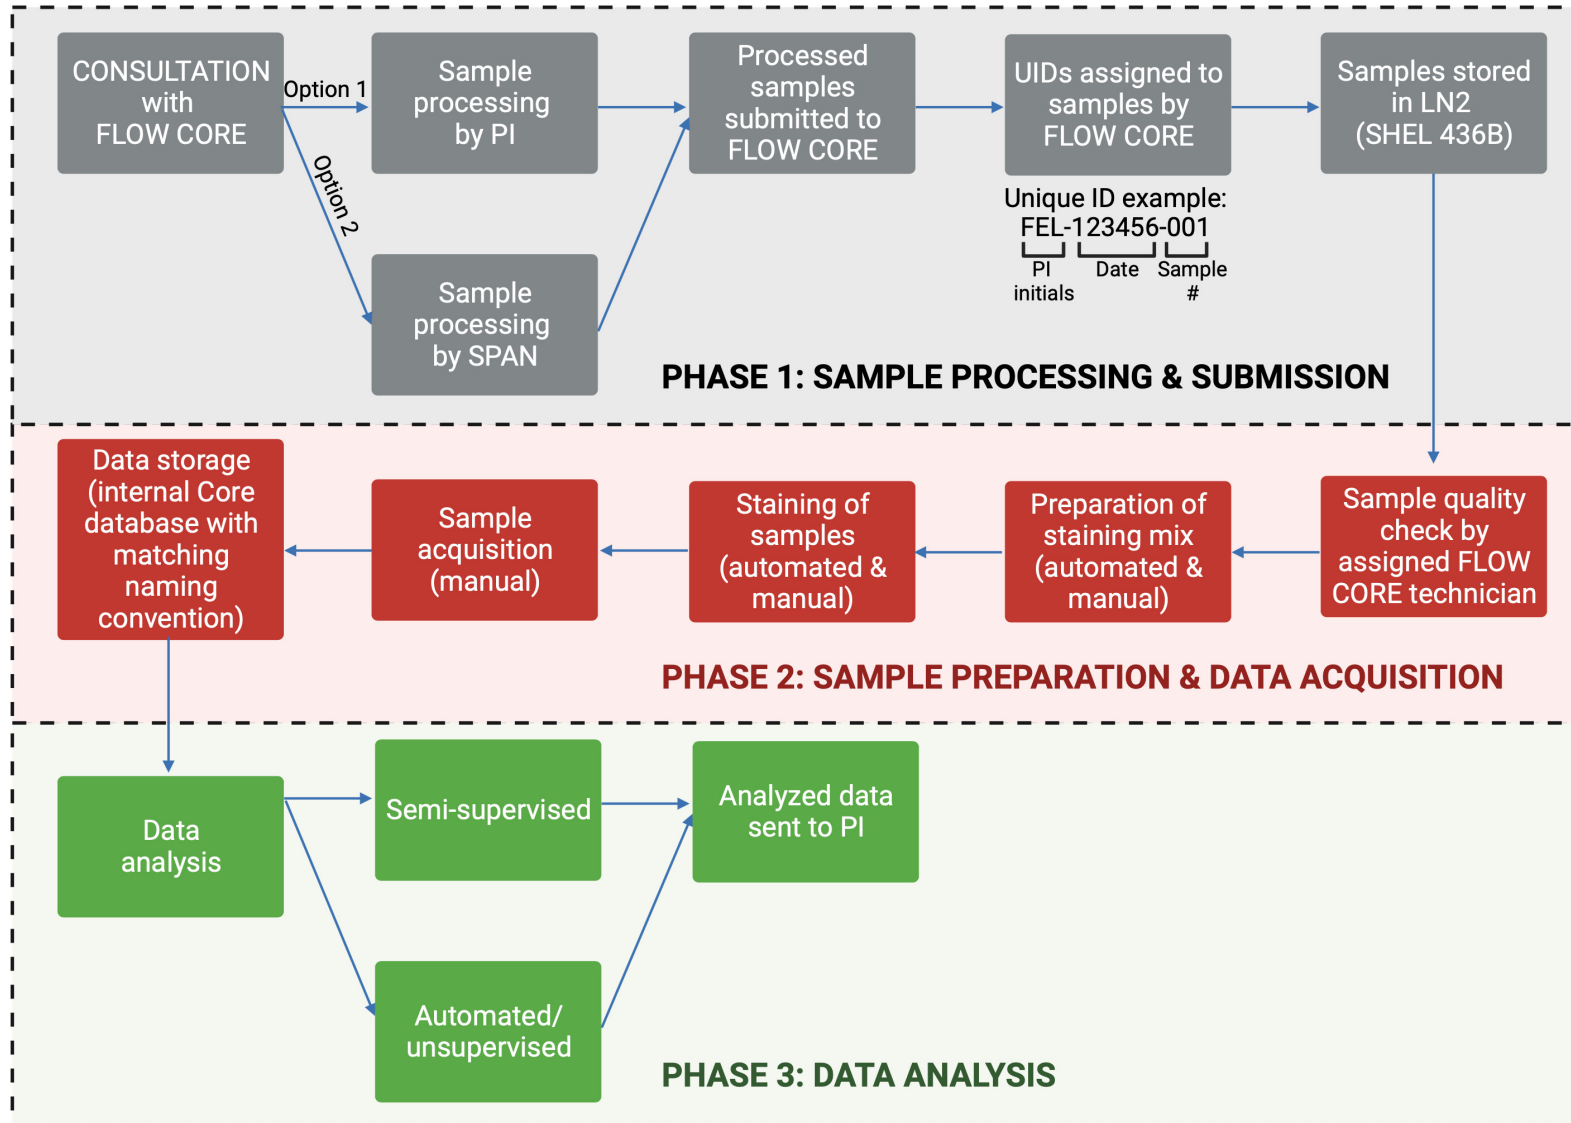 CONSULTATION
with
FLOW CORE
Option 1
Option 2
Sample
processing
by PI
Sample
processing
by SPAN
Processed
samples
submitted to
FLOW CORE
UIDs assigned to
samples by
FLOW CORE
Unique ID example:
FEL-123456-001
PI
initials
Date
Sample
#
Samples stored
in LN2
(SHEL 436B)
PHASE 1: SAMPLE PROCESSING & SUBMISSION
Sample quality
check by
assigned FLOW
CORE technician
Preparation of
staining mix
(automated &
manual)
Staining of
samples
(automated &
manual)
Sample
acquisition
(manual)
Data storage
(internal Core
database with
matching
naming
convention)
PHASE 2: SAMPLE PREPARATION & DATA ACQUISITION
Data
analysis
Semi-supervised
Automated/
unsupervised
Analyzed data
sent to PI
PHASE 3: DATA ANALYSIS